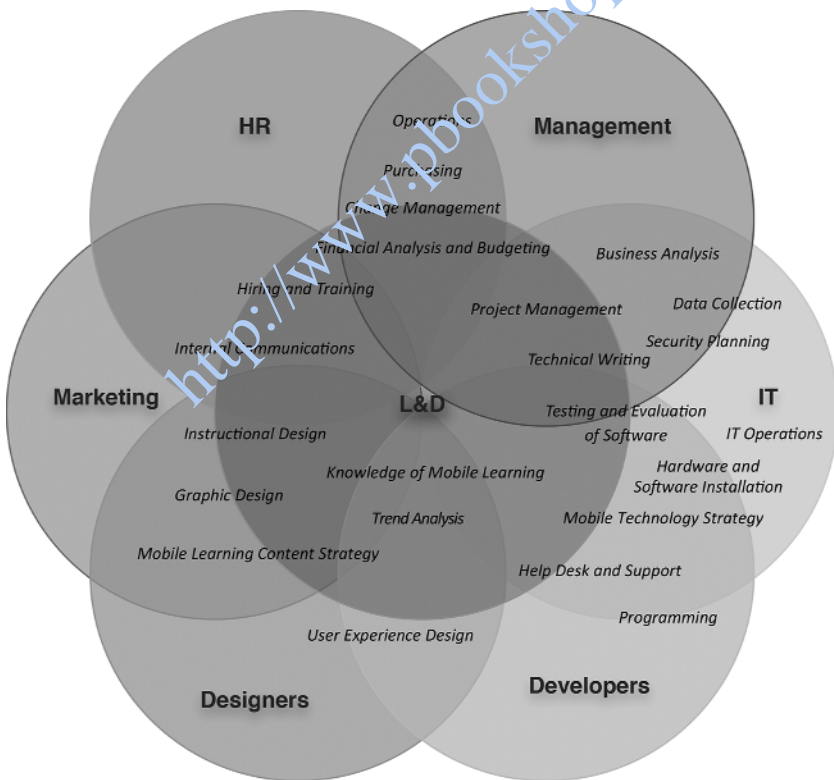 HR
Management
Operations
Purchasing
Change Management
Financial Analysis and Budgeting
Business Analysis
Hiring and Training
Data Collection
Project Management
Security Planning
Internal Communications
Technical Writing
Marketing
L&D
IT
Testing and Evaluation
of Software
IT Operations
Instructional Design
Hardware and
Software Installation
Knowledge of Mobile Learning
Graphic Design
Trend Analysis
Mobile Technology Strategy
Mobile Learning Content Strategy
Help Desk and Support
Programming
User Experience Design
Designers
Developers
http://www.pbookshop